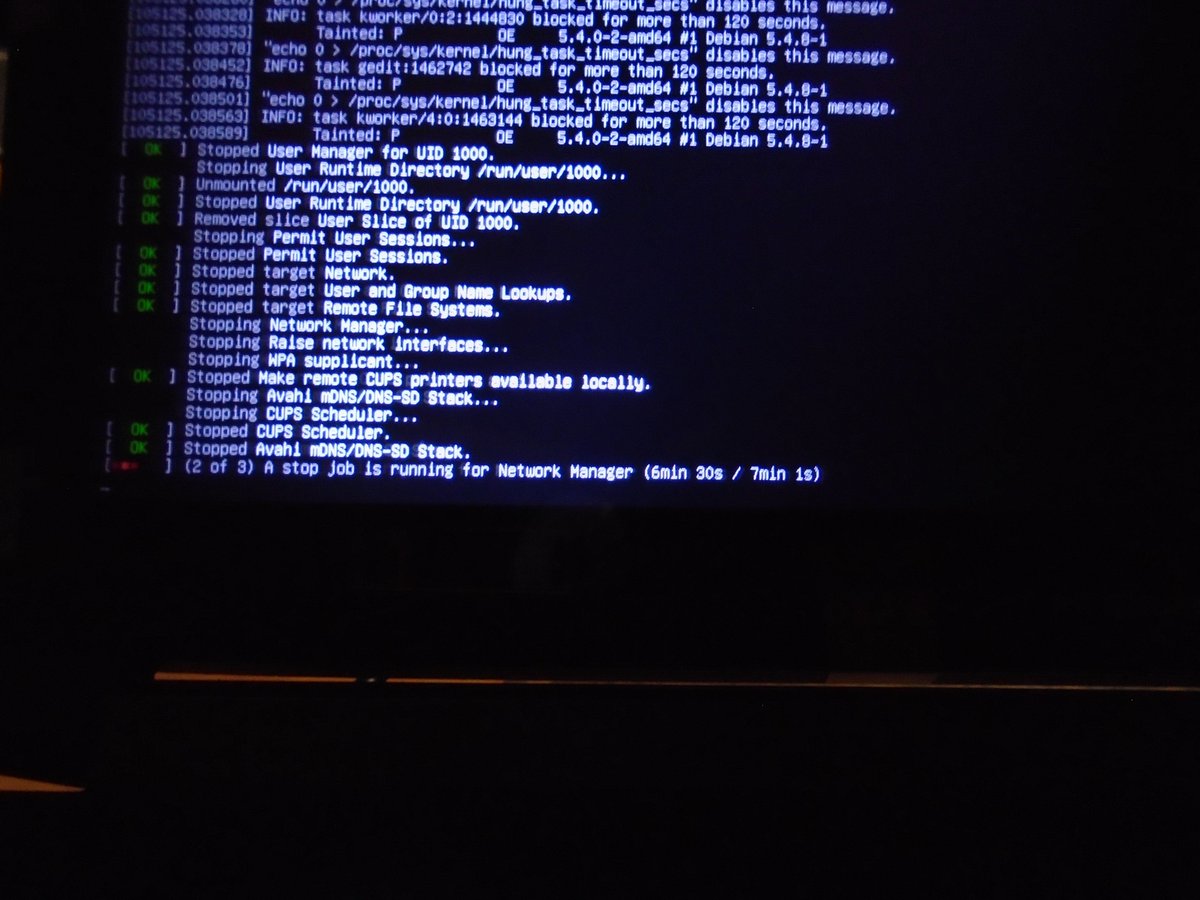 "echo 0 > /proc/sys/kernel/hung_task_timeout_secs" disables this message.
[105125.038328] INFO: task kworker/0:2:1444830 blocked for more than 120 seconds.
[105125.038353]       Tainted: P           OE     5.4.0-2-amd64 #1 Debian 5.4.8-1
[105125.038378] "echo 0 > /proc/sys/kernel/hung_task_timeout_secs" disables this message.
[105125.038452] INFO: task gedit:1462742 blocked for more than 120 seconds.
[105125.038476]       Tainted: P           OE     5.4.0-2-amd64 #1 Debian 5.4.8-1
[105125.038501] "echo 0 > /proc/sys/kernel/hung_task_timeout_secs" disables this message.
[105125.038563] INFO: task kworker/4:0:1463144 blocked for more than 120 seconds.
[105125.038589]       Tainted: P           OE     5.4.0-2-amd64 #1 Debian 5.4.8-1
[  OK  ] Stopped User Manager for UID 1000.
         Stopping User Runtime Directory /run/user/1000...
[  OK  ] Unmounted /run/user/1000.
[  OK  ] Stopped User Runtime Directory /run/user/1000.
[  OK  ] Removed slice User Slice of UID 1000.
         Stopping Permit User Sessions...
[  OK  ] Stopped Permit User Sessions.
[  OK  ] Stopped target Network.
[  OK  ] Stopped target User and Group Name Lookups.
[  OK  ] Stopped target Remote File Systems.
         Stopping Network Manager...
         Stopping Raise network interfaces...
         Stopping WPA supplicant...
[  OK  ] Stopped Make remote CUPS printers available locally.
         Stopping Avahi mDNS/DNS-SD Stack...
         Stopping CUPS Scheduler...
[  OK  ] Stopped CUPS Scheduler.
[  OK  ] Stopped Avahi mDNS/DNS-SD Stack.
[***   ] (2 of 3) A stop job is running for Network Manager (6min 30s / 7min 1s)